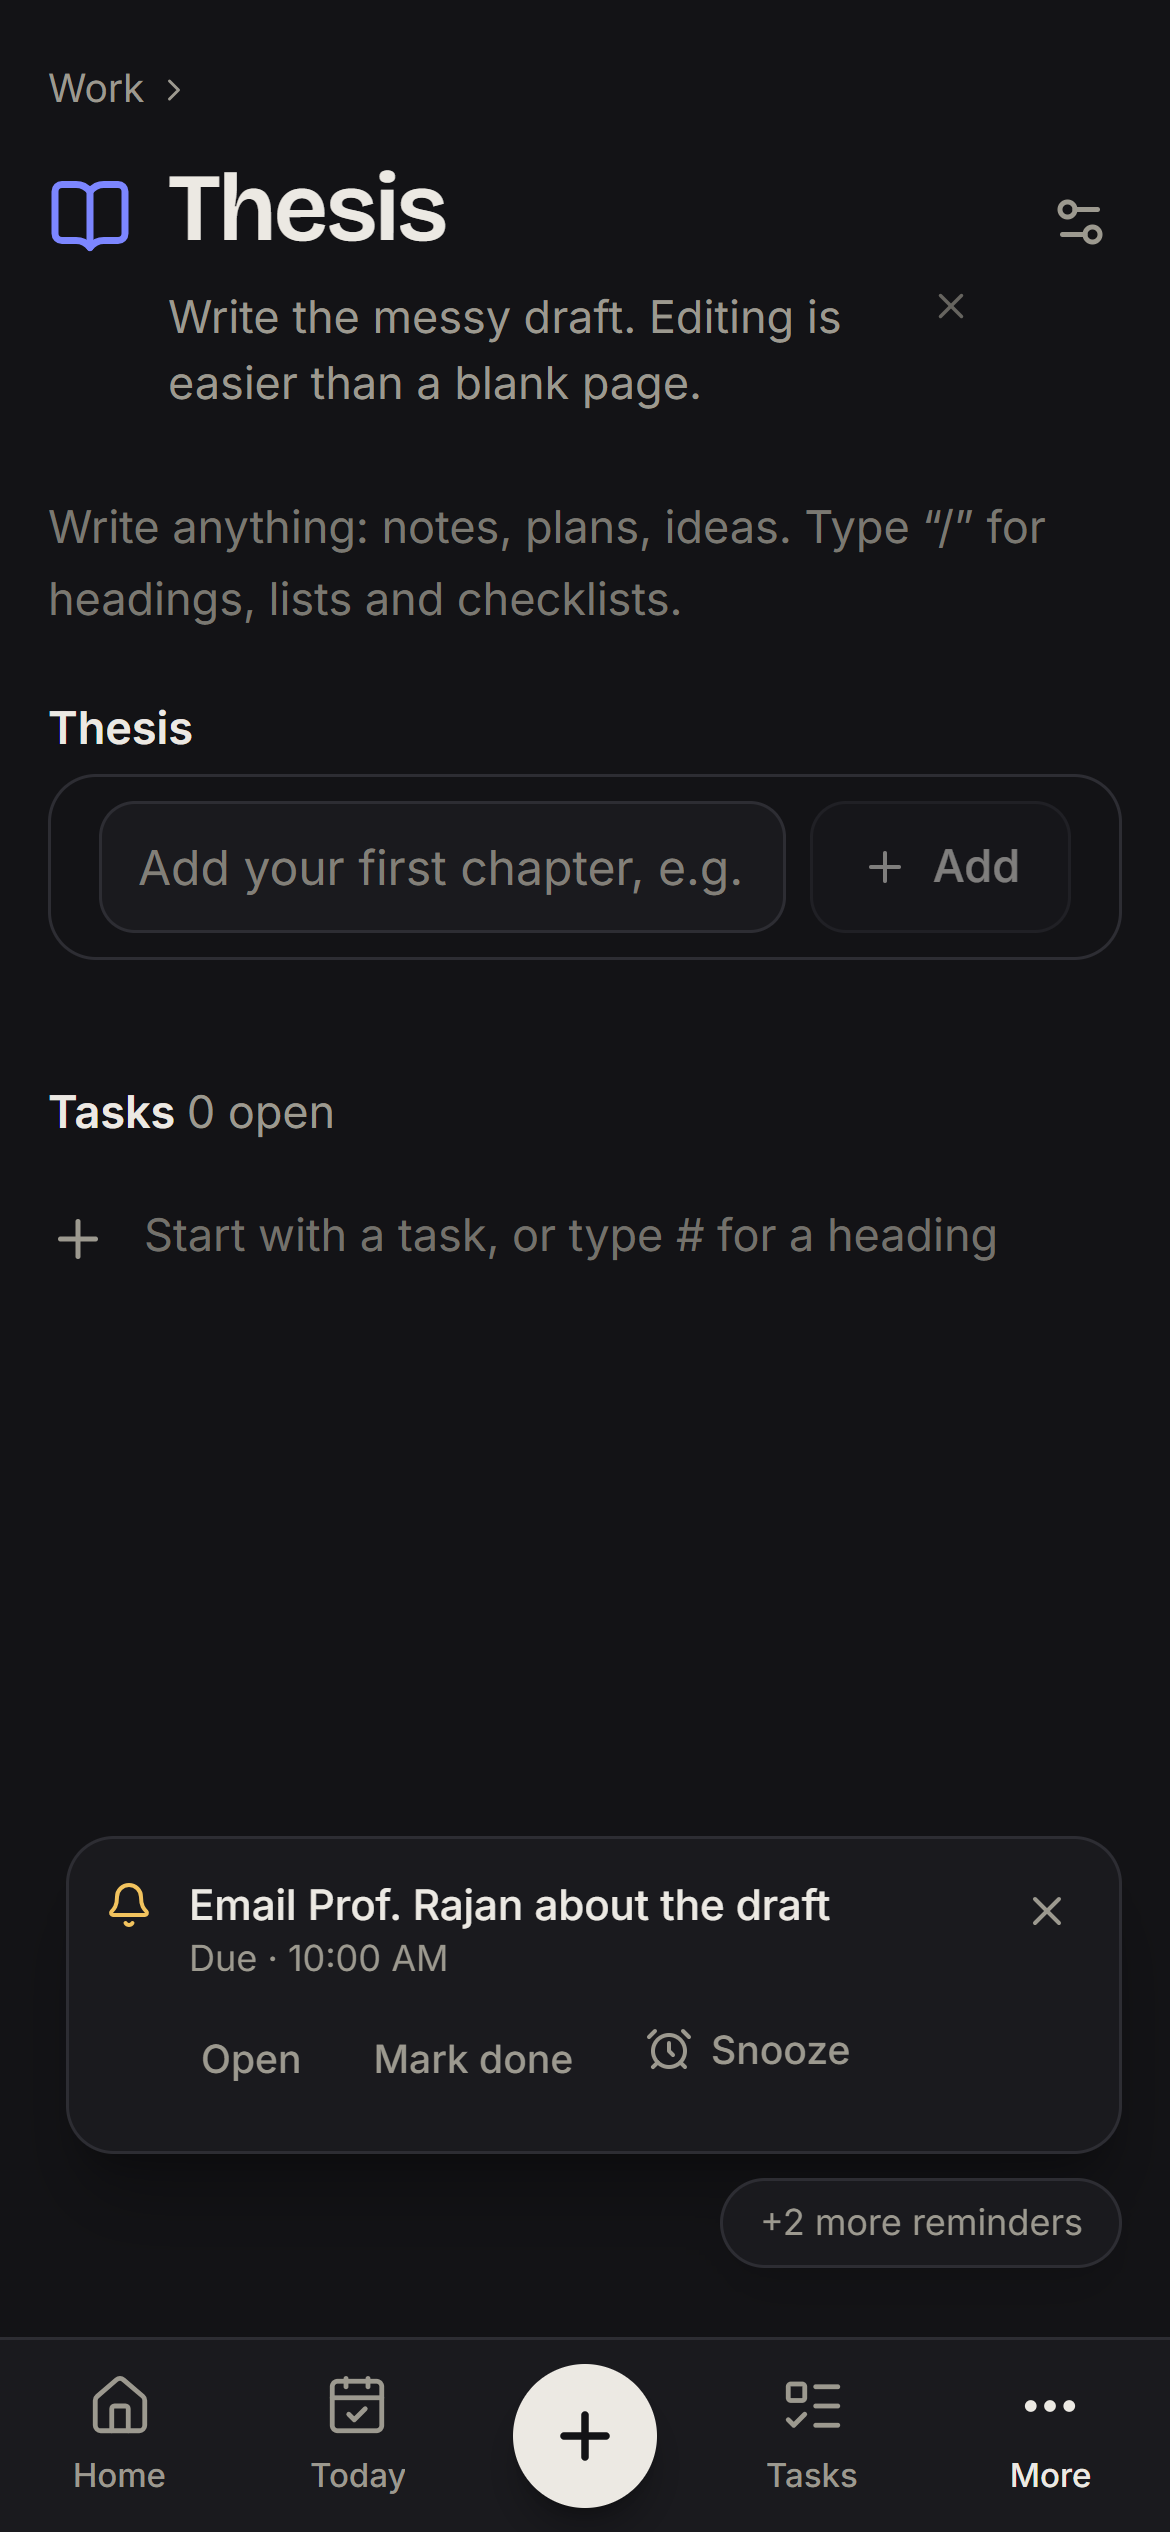 Work
Thesis
Write the messy draft. Editing is
easier than a blank page.
Write anything: notes, plans, ideas. Type “/” for
headings, lists and checklists.
Thesis
Add your first chapter, e.g.
Add
Tasks 0 open
Start with a task, or type # for a heading
Email Prof. Rajan about the draft
Due · 10:00 AM
Open Mark done Snooze
+2 more reminders
Home Today Tasks More